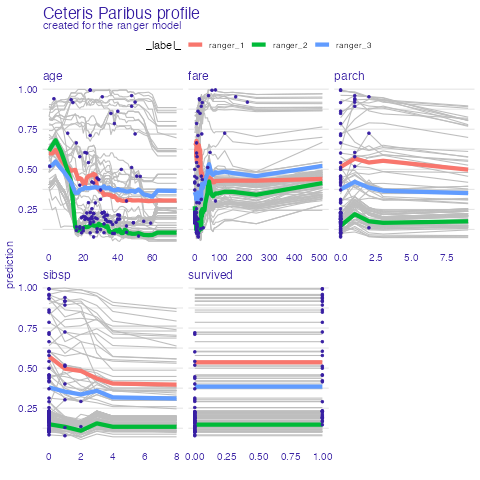 Ceteris Paribus profile
created for the ranger model
_label_ ranger_1 ranger_2 ranger_3
age fare parch
1.00
0.75
0.50
0.25
0 20 40 60 0 100 200 300 400 500 0.0 2.5 5.0 7.5
prediction
sibsp survived
1.00
0.75
0.50
0.25
0 2 4 6 8 0.00 0.25 0.50 0.75 1.00